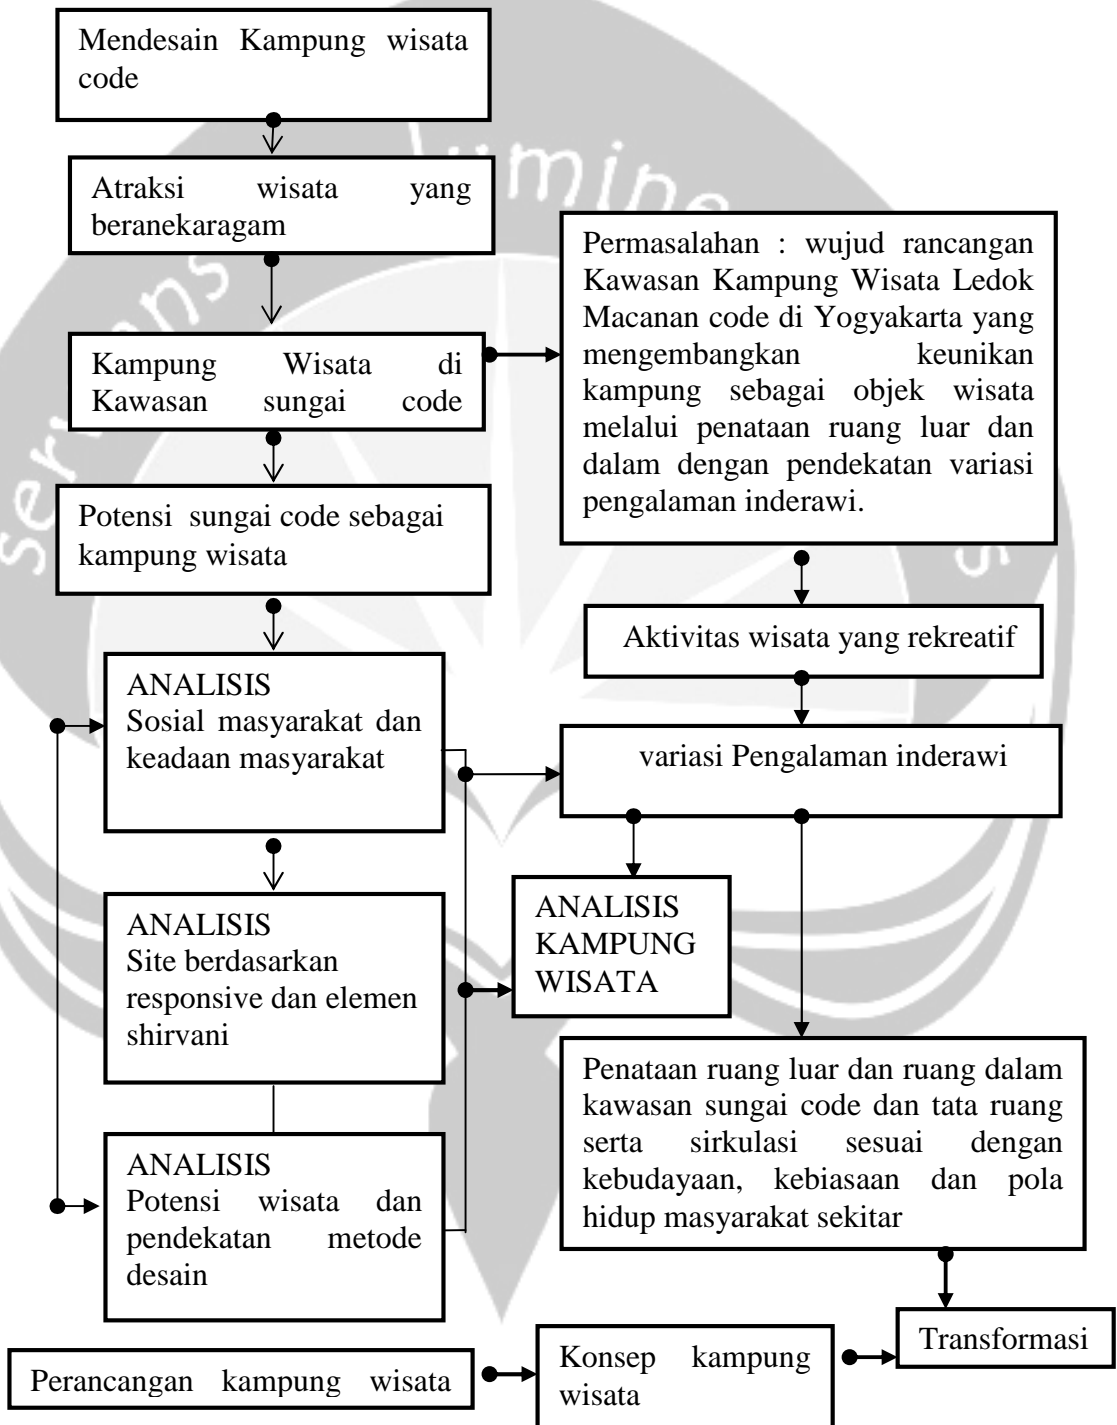 Mendesain Kampung wisata
code
Atraksi wisata yang
beranekaragam
Kampung Wisata di
Kawasan sungai code
Potensi sungai code sebagai
kampung wisata
Permasalahan : wujud rancangan
Kawasan Kampung Wisata Ledok
Macanan code di Yogyakarta yang
mengembangkan keunikan
kampung sebagai objek wisata
melalui penataan ruang luar dan
dalam dengan pendekatan variasi
pengalaman inderawi.
Aktivitas wisata yang rekreatif
variasi Pengalaman inderawi
ANALISIS
Sosial masyarakat dan
keadaan masyarakat
ANALISIS
Site berdasarkan
responsive dan elemen
shirvani
ANALISIS
Potensi wisata dan
pendekatan metode
desain
ANALISIS
KAMPUNG
WISATA
Penataan ruang luar dan ruang dalam
kawasan sungai code dan tata ruang
serta sirkulasi sesuai dengan
kebudayaan, kebiasaan dan pola
hidup masyarakat sekitar
Transformasi
Konsep kampung
wisata
Perancangan kampung wisata